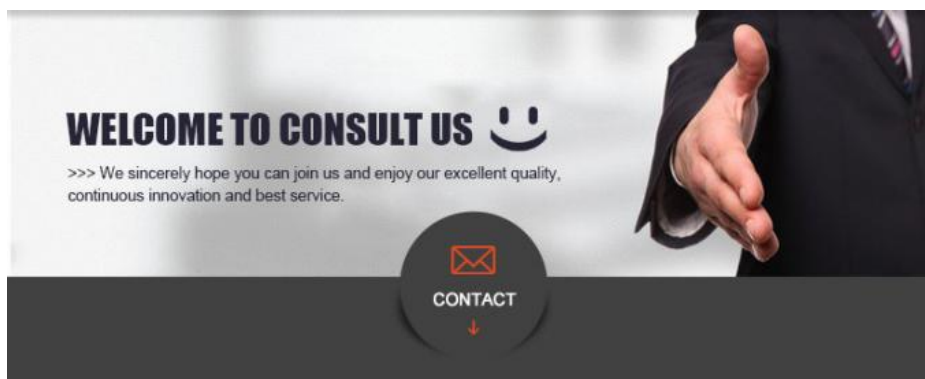 WELCOME TO CONSULT US
>>> We sincerely hope you can join us and enjoy our excellent quality,
continuous innovation and best service.
CONTACT